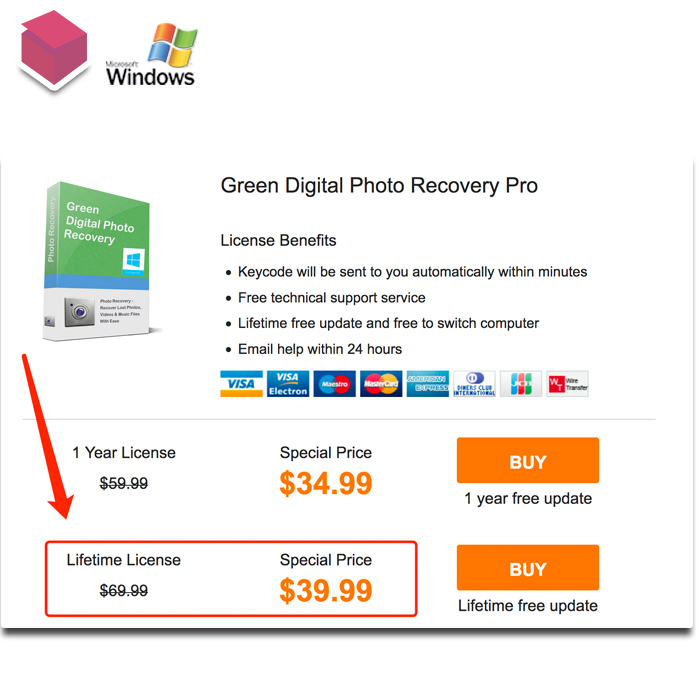 Microsoft
Windows
Green Digital Photo Recovery Pro
Photo Recovery
Green
Digital Photo
Recovery
Photo Recovery -
Recover Lost Photos,
Videos & Music Files
With Ease
License Benefits
Keycode will be sent to you automatically within minutes
Free technical support service
Lifetime free update and free to switch computer
Email help within 24 hours
VISA
VISA
Electron
Maestro
MasterCard
AMERICAN
EXPRESS
DINERS CLUB
INTERNATIONAL
JCB
WT Wire
Transfer
1 Year License
Special Price
BUY
$59.99
$34.99
1 year free update
Lifetime License
Special Price
BUY
$69.99
$39.99
Lifetime free update